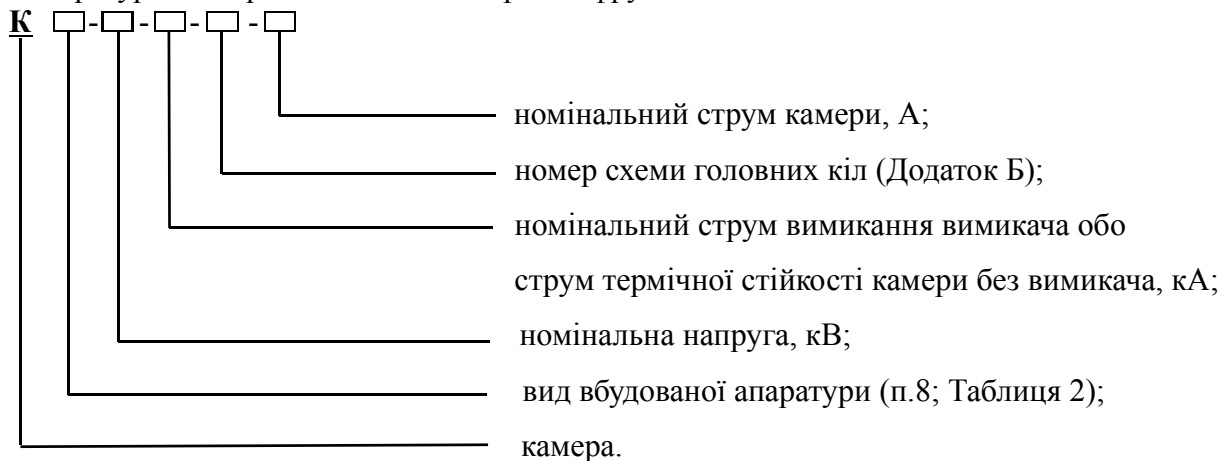 К □-□-□-□-□
номінальний струм камери, А;
номер схеми головних кіл (Додаток Б);
номінальний струм вимикання вимикача обо
струм термічної стійкості камери без вимикача, кА;
номінальна напруга, кВ;
вид вбудованої апаратури (п.8; Таблиця 2);
камера.